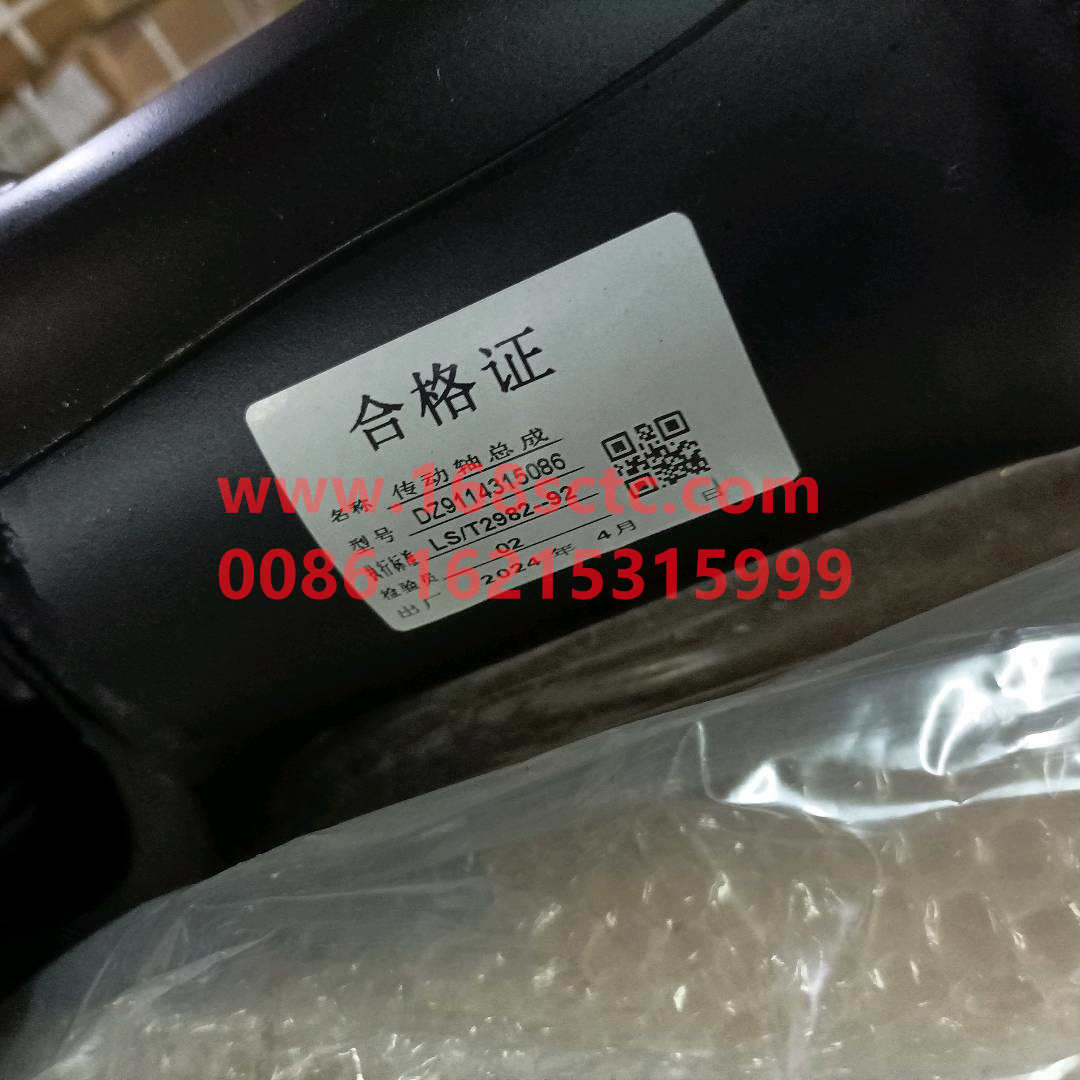 合格证
名称 传动轴总成
型号 DZ9114315086
执行标准 LS/T2982--92
检验员 02
出厂 2024年 4月 日
www.168sctc.com
0086-16215315999